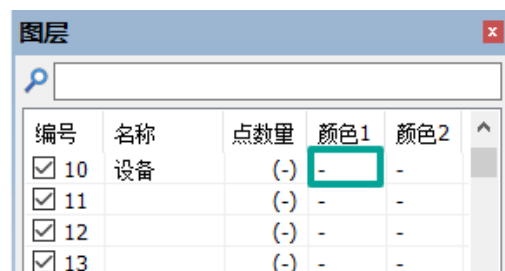 图层
编号 名称 点数量 颜色1 颜色2
10 设备 (-) - -
11 (-) - -
12 (-) - -
13 (-) - -